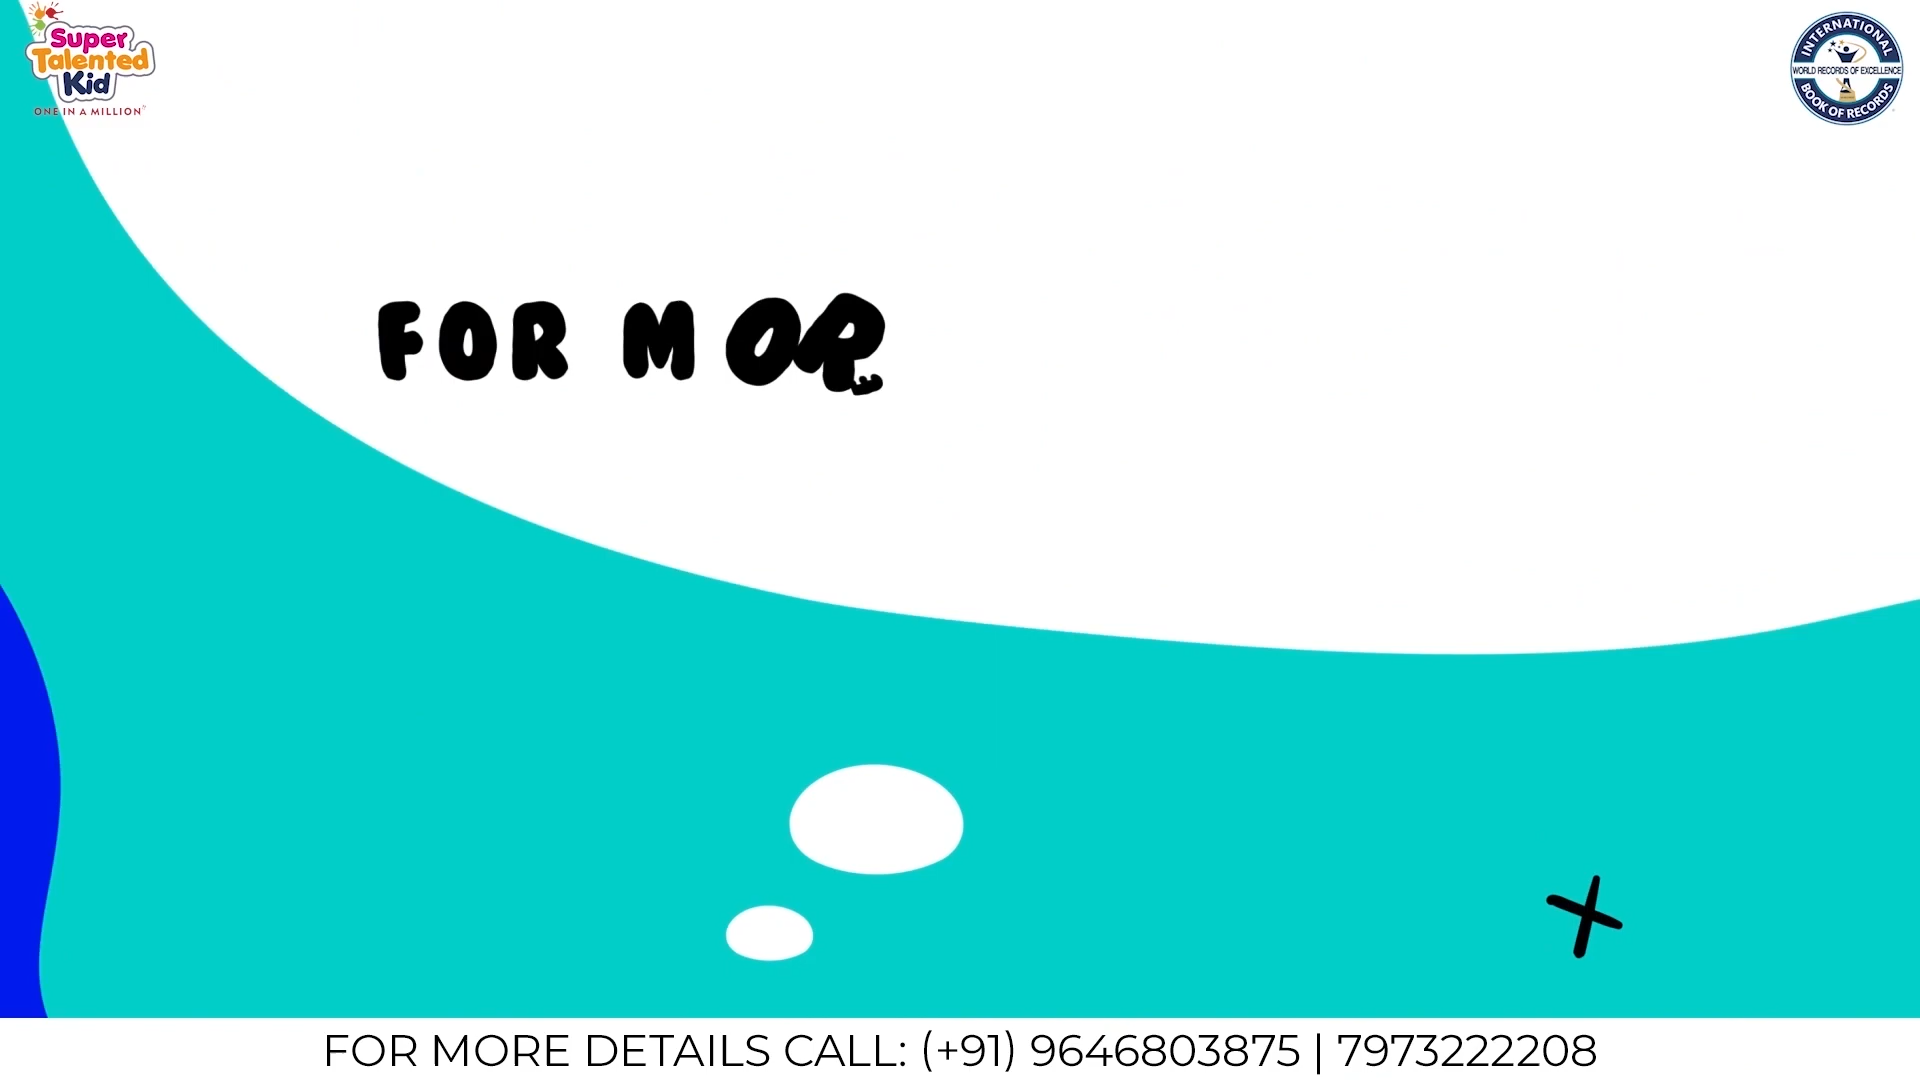 Super
Talented
Kid
ONE IN A MILLION
INTERNATIONAL
WORLD RECORDS OF EXCELLENCE
BOOK OF RECORDS
FOR MORE
FOR MORE DETAILS CALL: (+91) 9646803875 | 7973222208